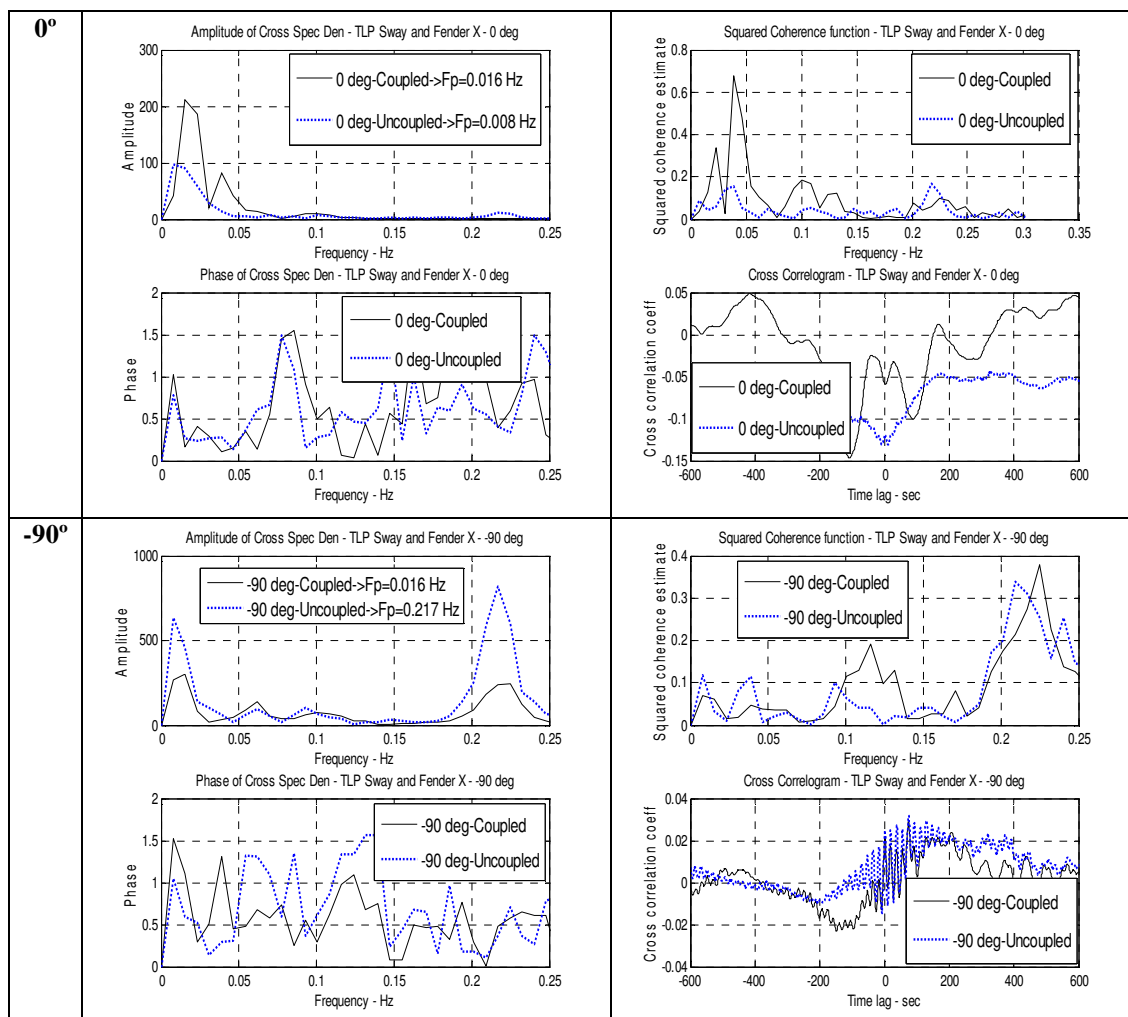 0º
Amplitude of Cross Spec Den - TLP Sway and Fender X - 0 deg
300
200
100
0
Amplitude
0 deg-Coupled->Fp=0.016 Hz
0 deg-Uncoupled->Fp=0.008 Hz
0 0.05 0.1 0.15 0.2 0.25
Frequency - Hz
Squared Coherence function - TLP Sway and Fender X - 0 deg
0.8
0.6
0.4
0.2
0
Squared coherence estimate
0 deg-Coupled
0 deg-Uncoupled
0 0.05 0.1 0.15 0.2 0.25 0.3 0.35
Frequency - Hz
Phase of Cross Spec Den - TLP Sway and Fender X - 0 deg
2
1.5
1
0.5
0
Phase
0 deg-Coupled
0 deg-Uncoupled
0 0.05 0.1 0.15 0.2 0.25
Frequency - Hz
Cross Correlogram - TLP Sway and Fender X - 0 deg
0.05
0
-0.05
-0.1
-0.15
Cross correlation coeff
0 deg-Coupled
0 deg-Uncoupled
-600 -400 -200 0 200 400 600
Time lag - sec
-90º
Amplitude of Cross Spec Den - TLP Sway and Fender X - -90 deg
1000
500
0
Amplitude
-90 deg-Coupled->Fp=0.016 Hz
-90 deg-Uncoupled->Fp=0.217 Hz
0 0.05 0.1 0.15 0.2 0.25
Frequency - Hz
Squared Coherence function - TLP Sway and Fender X - -90 deg
0.4
0.3
0.2
0.1
0
Squared coherence estimate
-90 deg-Coupled
-90 deg-Uncoupled
0 0.05 0.1 0.15 0.2 0.25
Frequency - Hz
Phase of Cross Spec Den - TLP Sway and Fender X - -90 deg
2
1.5
1
0.5
0
Phase
-90 deg-Coupled
-90 deg-Uncoupled
0 0.05 0.1 0.15 0.2 0.25
Frequency - Hz
Cross Correlogram - TLP Sway and Fender X - -90 deg
0.04
0.02
0
-0.02
-0.04
Cross correlation coeff
-90 deg-Coupled
-90 deg-Uncoupled
-600 -400 -200 0 200 400 600
Time lag - sec